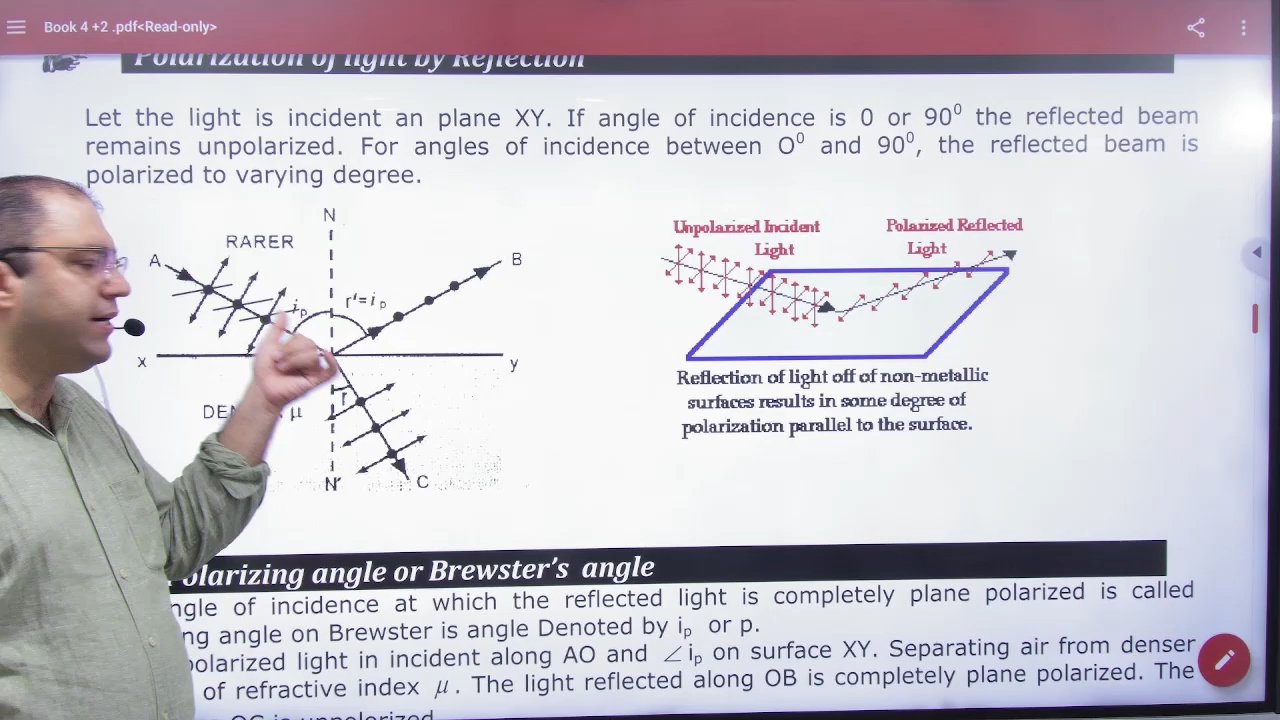 Book 4 +2 .pdf<Read-only>
Polarization of light by Reflection
Let the light is incident an plane XY. If angle of incidence is 0 or 90⁰ the reflected beam
remains unpolarized. For angles of incidence between O⁰ and 90⁰, the reflected beam is
polarized to varying degree.
N
RARER
A
B
iₚ
r'=iₚ
x
y
r
μ
N'
C
Unpolarized Incident
Light
Polarized Reflected
Light
Reflection of light off of non-metallic
surfaces results in some degree of
polarization parallel to the surface.
olarizing angle or Brewster's angle
ngle of incidence at which the reflected light is completely plane polarized is called
ng angle on Brewster is angle Denoted by iₚ or p.
olarized light in incident along AO and ∠iₚ on surface XY. Separating air from denser
of refractive index μ. The light reflected along OB is completely plane polarized. The
OC is unpolorized